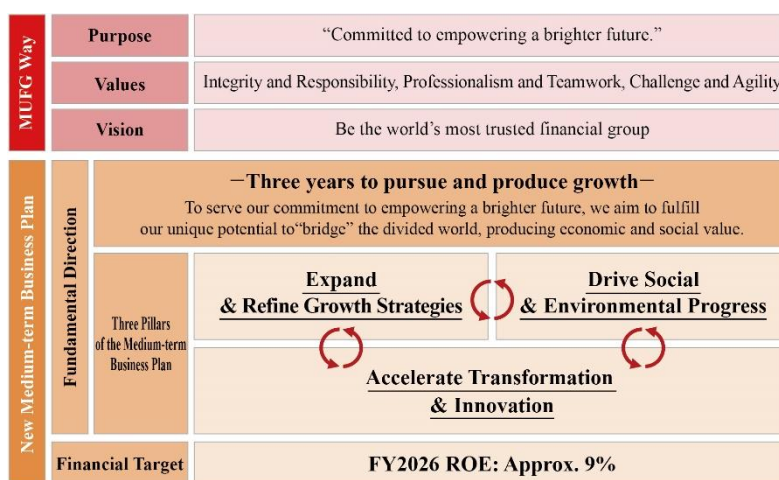 MUFG Way
Purpose
“Committed to empowering a brighter future.”
Values
Integrity and Responsibility, Professionalism and Teamwork, Challenge and Agility
Vision
Be the world’s most trusted financial group
New Medium-term Business Plan
Fundamental Direction
－Three years to pursue and produce growth－
To serve our commitment to empowering a brighter future, we aim to fulfill
our unique potential to“bridge” the divided world, producing economic and social value.
Three Pillars
of the Medium-term
Business Plan
Expand
& Refine Growth Strategies
Drive Social
& Environmental Progress
Accelerate Transformation
& Innovation
Financial Target
FY2026 ROE: Approx. 9%